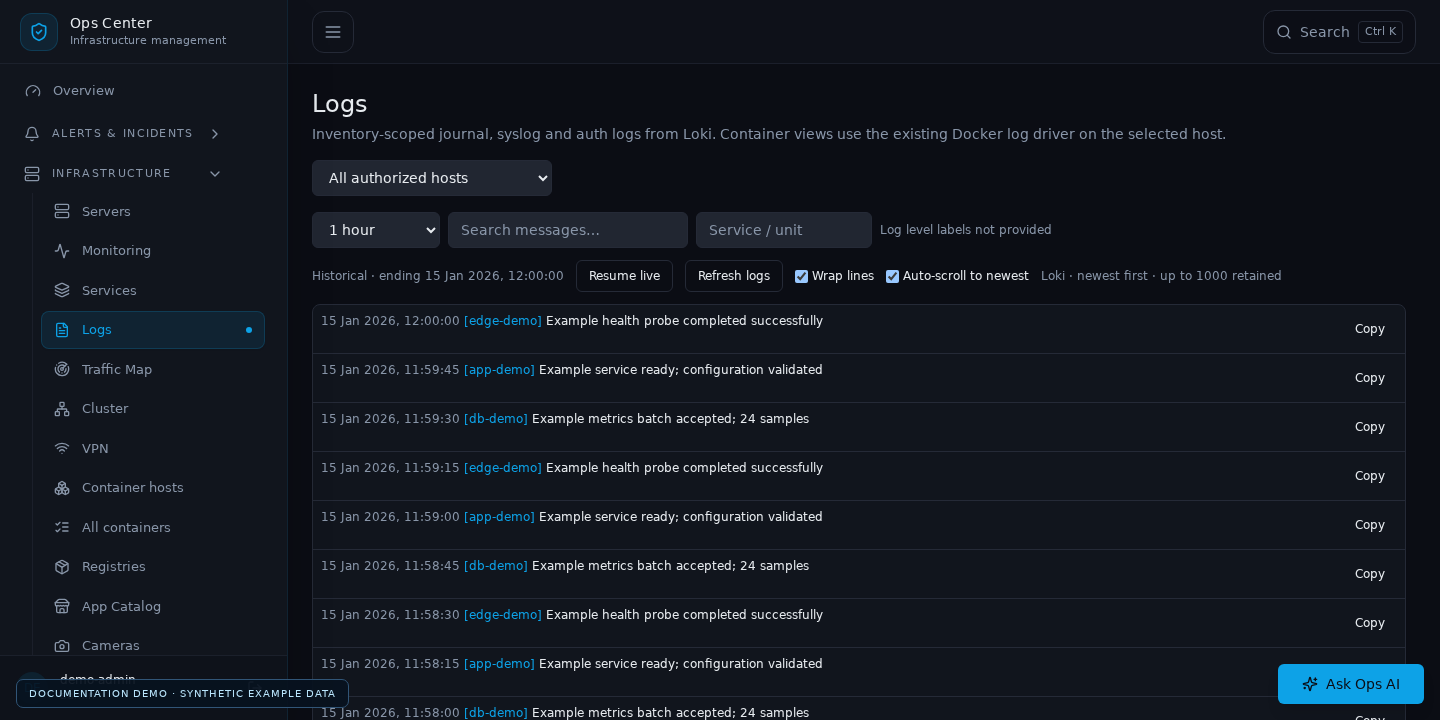 Ops Center
Infrastructure management
Search Ctrl K
Overview
ALERTS & INCIDENTS
INFRASTRUCTURE
Servers
Monitoring
Services
Logs
Traffic Map
Cluster
VPN
Container hosts
All containers
Registries
App Catalog
Cameras
DOCUMENTATION DEMO · SYNTHETIC EXAMPLE DATA
Logs
Inventory-scoped journal, syslog and auth logs from Loki. Container views use the existing Docker log driver on the selected host.
All authorized hosts
1 hour Search messages... Service / unit Log level labels not provided
Historical · ending 15 Jan 2026, 12:00:00 Resume live Refresh logs Wrap lines Auto-scroll to newest Loki · newest first · up to 1000 retained
15 Jan 2026, 12:00:00 [edge-demo] Example health probe completed successfully Copy
15 Jan 2026, 11:59:45 [app-demo] Example service ready; configuration validated Copy
15 Jan 2026, 11:59:30 [db-demo] Example metrics batch accepted; 24 samples Copy
15 Jan 2026, 11:59:15 [edge-demo] Example health probe completed successfully Copy
15 Jan 2026, 11:59:00 [app-demo] Example service ready; configuration validated Copy
15 Jan 2026, 11:58:45 [db-demo] Example metrics batch accepted; 24 samples Copy
15 Jan 2026, 11:58:30 [edge-demo] Example health probe completed successfully Copy
15 Jan 2026, 11:58:15 [app-demo] Example service ready; configuration validated
15 Jan 2026, 11:58:00 [db-demo] Example metrics batch accepted; 24 samples
Ask Ops AI